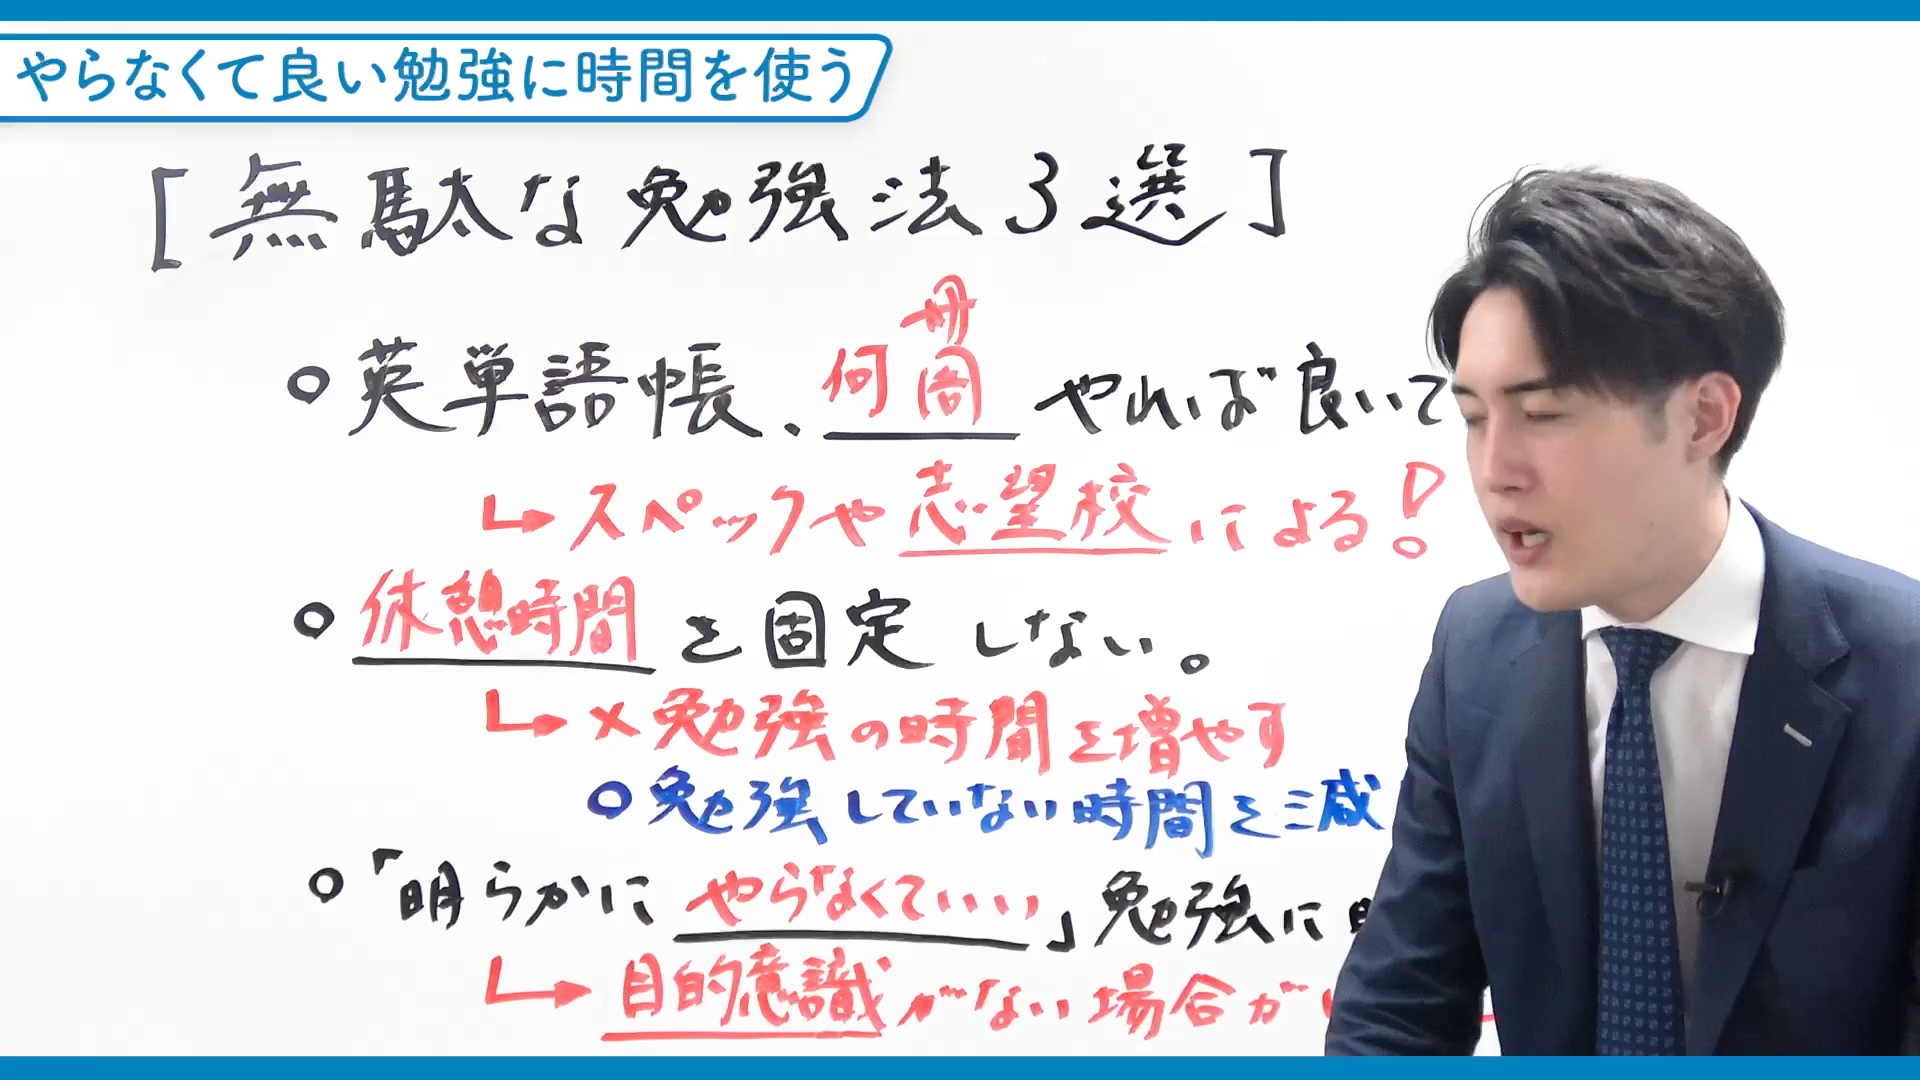 やらなくて良い勉強に時間を使う
[無駄な勉強法3選]
冊
○英単語帳、何周やれば良いて
↳スペックや志望校による!
○休憩時間を固定しない。
↳×勉強の時間を増やす
○勉強していない時間を減
○「明らかにやらなくていい」勉強に
↳目的意識がない場合が